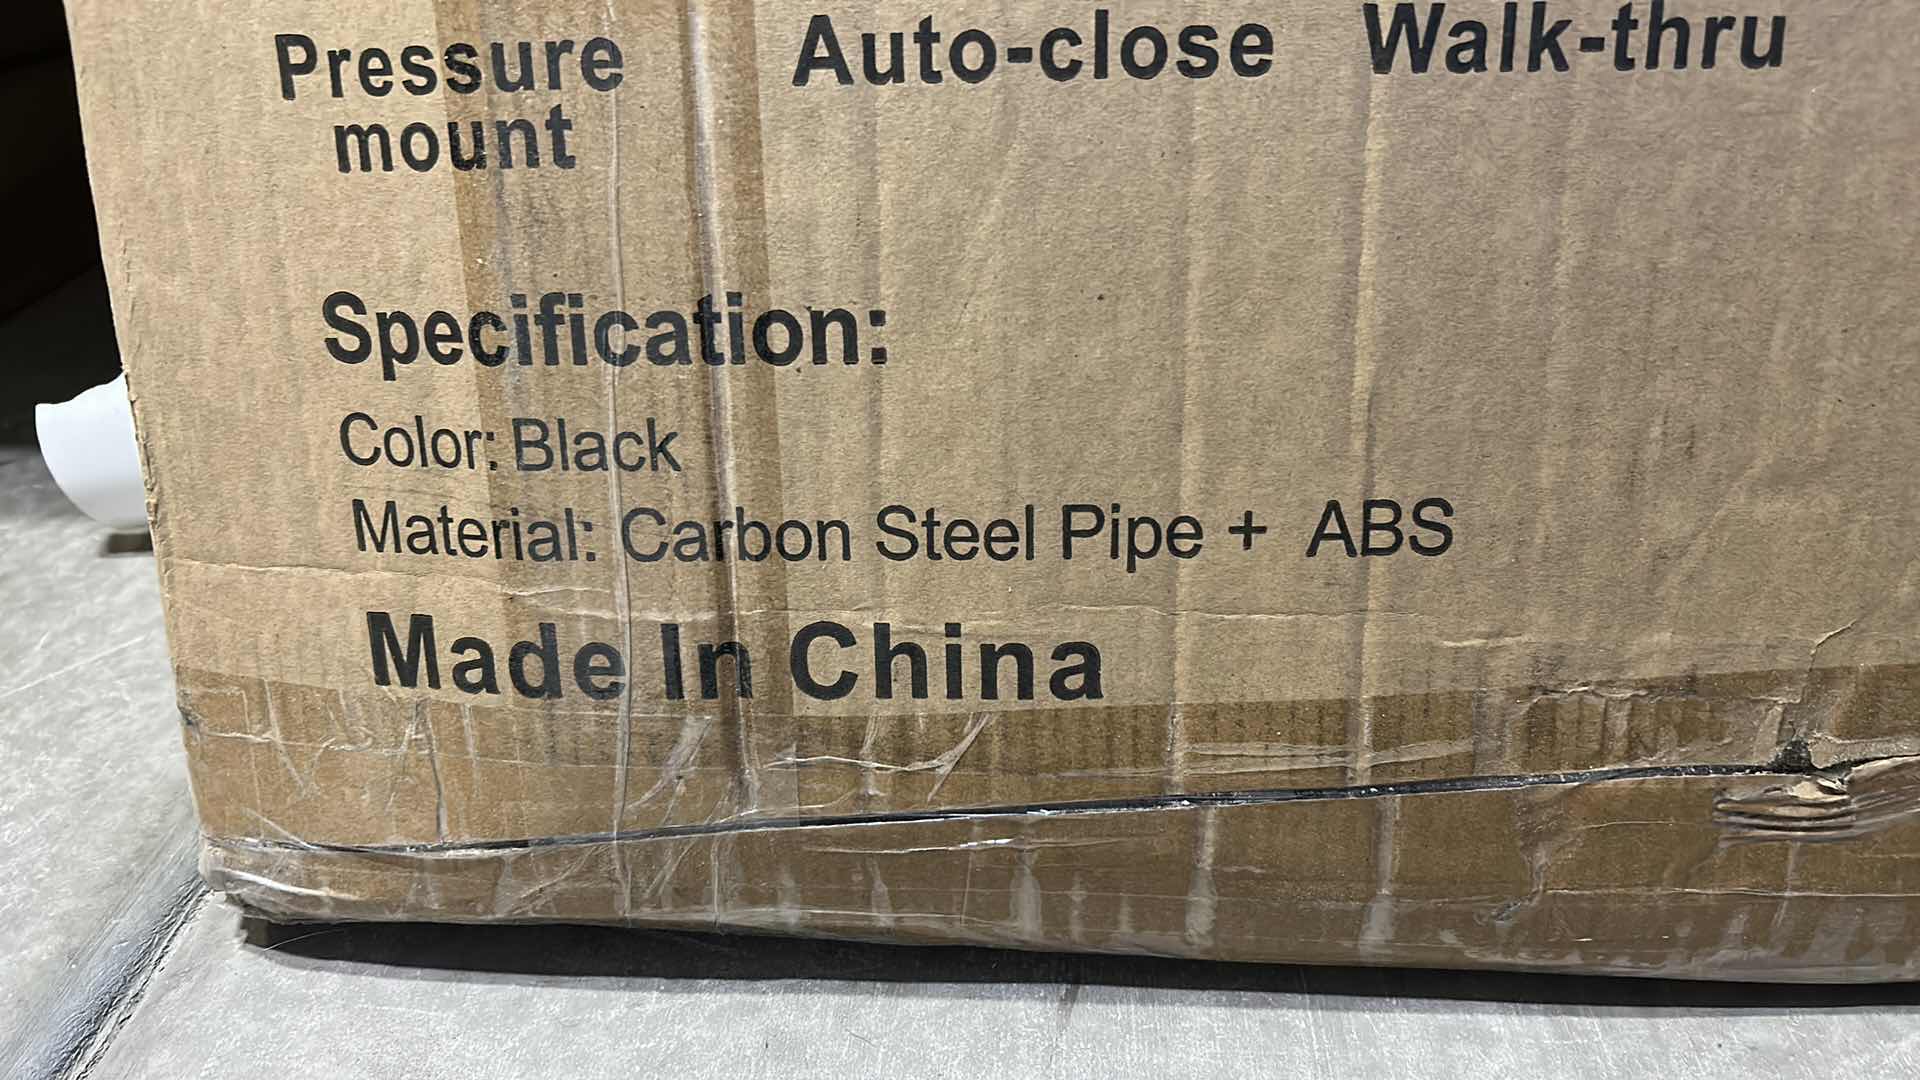 Pressure mount Auto-close Walk-thru
Specification:
Color: Black
Material: Carbon Steel Pipe + ABS
Made In China